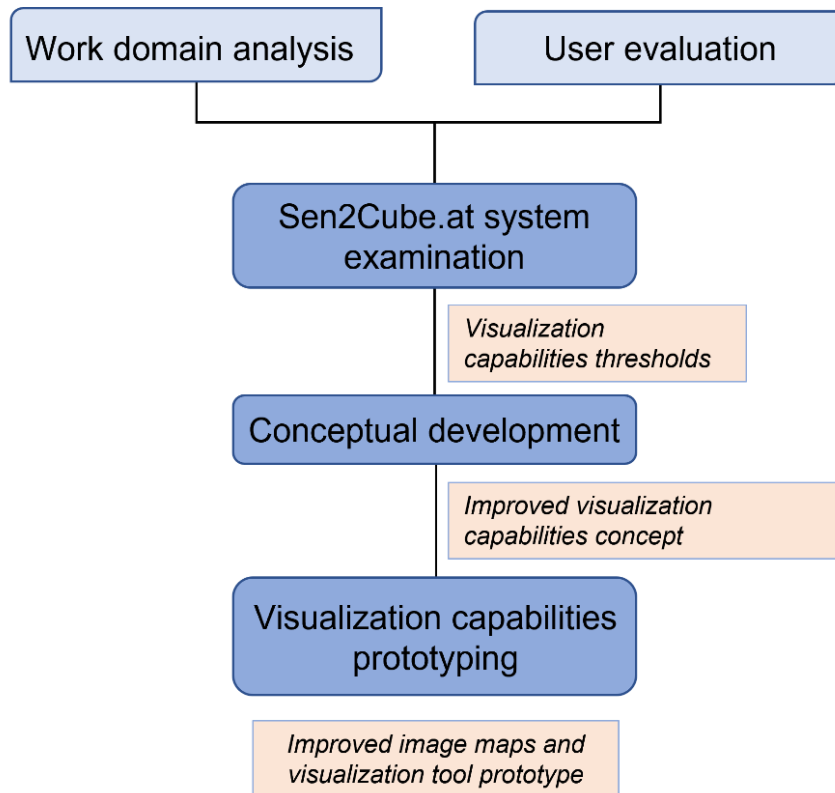 Work domain analysis
User evaluation
Sen2Cube.at system
examination
Visualization
capabilities thresholds
Conceptual development
Improved visualization
capabilities concept
Visualization capabilities
prototyping
Improved image maps and
visualization tool prototype